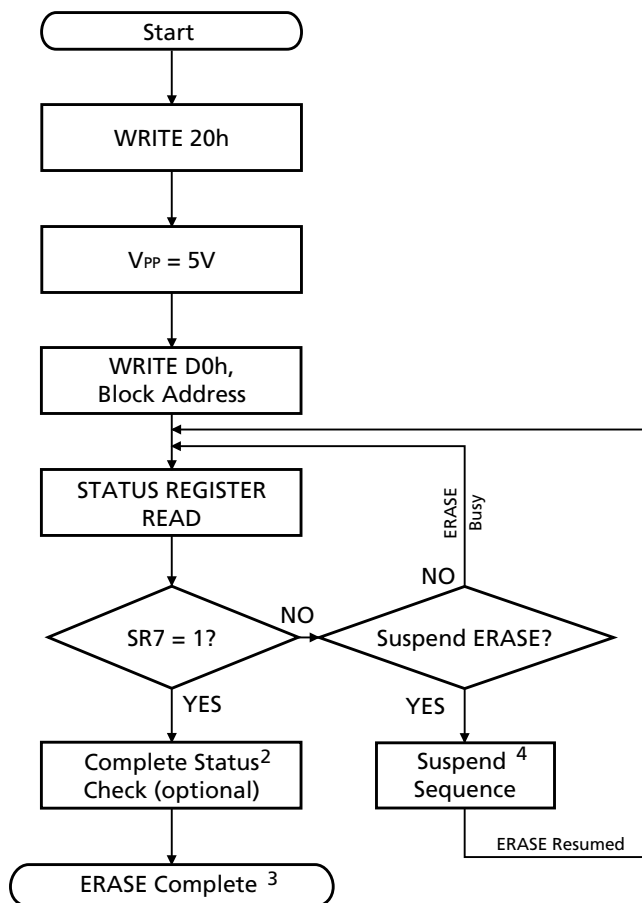 Start
WRITE 20h
VPP = 5V
WRITE D0h,
Block Address
STATUS REGISTER
READ
ERASE
Busy
NO
NO
SR7 = 1?
Suspend ERASE?
YES
YES
Complete Status2
Check (optional)
Suspend 4
Sequence
ERASE Resumed
ERASE Complete 3